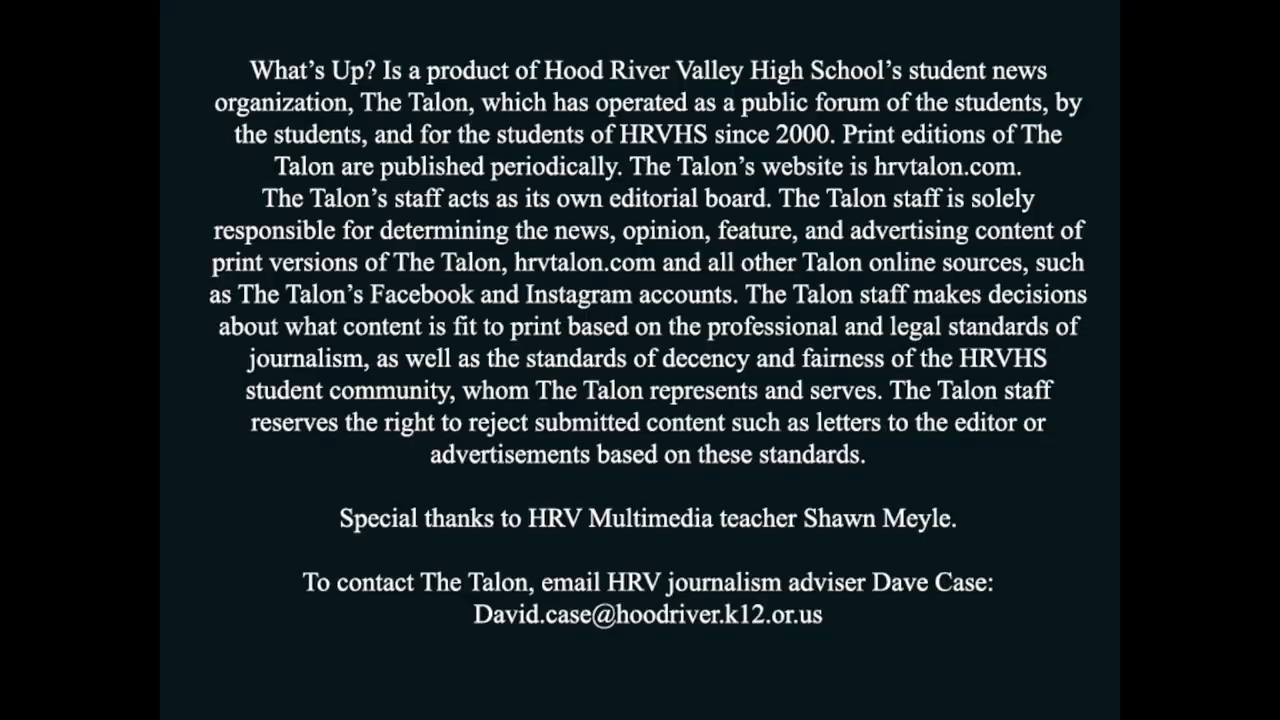 What’s Up? Is a product of Hood River Valley High School’s student news
organization, The Talon, which has operated as a public forum of the students, by
the students, and for the students of HRVHS since 2000. Print editions of The
Talon are published periodically. The Talon’s website is hrvtalon.com.
The Talon’s staff acts as its own editorial board. The Talon staff is solely
responsible for determining the news, opinion, feature, and advertising content of
print versions of The Talon, hrvtalon.com and all other Talon online sources, such
as The Talon’s Facebook and Instagram accounts. The Talon staff makes decisions
about what content is fit to print based on the professional and legal standards of
journalism, as well as the standards of decency and fairness of the HRVHS
student community, whom The Talon represents and serves. The Talon staff
reserves the right to reject submitted content such as letters to the editor or
advertisements based on these standards.
Special thanks to HRV Multimedia teacher Shawn Meyle.
To contact The Talon, email HRV journalism adviser Dave Case:
David.case@hoodriver.k12.or.us